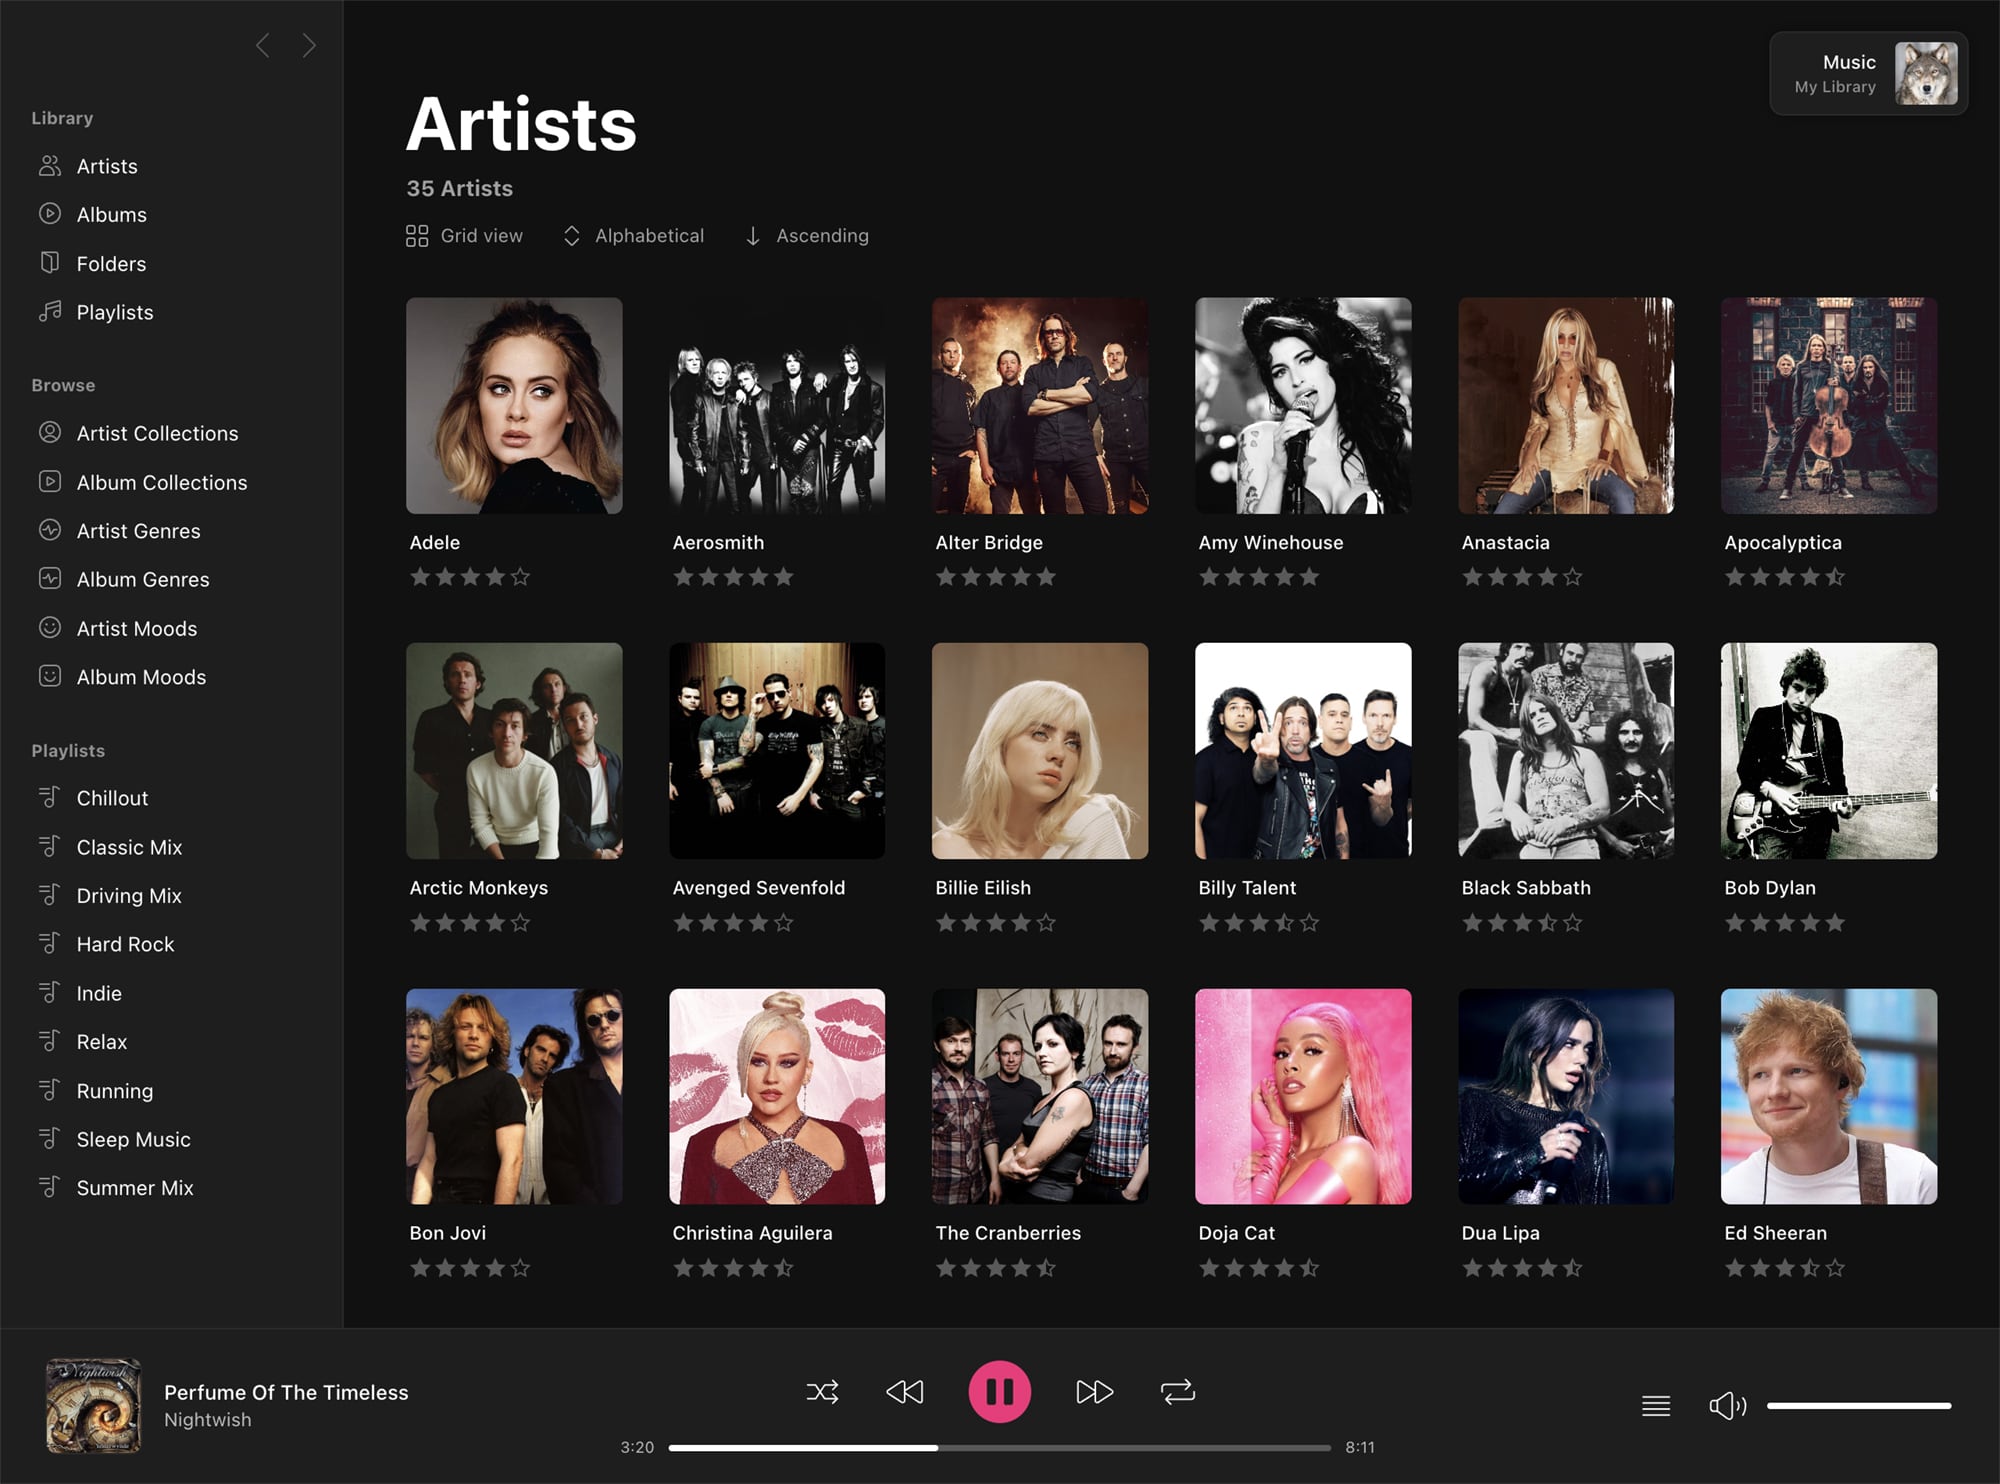 Library
Artists
Albums
Folders
Playlists
Browse
Artist Collections
Album Collections
Artist Genres
Album Genres
Artist Moods
Album Moods
Playlists
Chillout
Classic Mix
Driving Mix
Hard Rock
Indie
Relax
Running
Sleep Music
Summer Mix
Music
My Library
Artists
35 Artists
Grid view Alphabetical Ascending
Adele Aerosmith Alter Bridge Amy Winehouse Anastacia Apocalyptica
Arctic Monkeys Avenged Sevenfold Billie Eilish Billy Talent Black Sabbath Bob Dylan
Bon Jovi Christina Aguilera The Cranberries Doja Cat Dua Lipa Ed Sheeran
Nightwish
Perfume Of The Timeless
Nightwish
3:20 8:11